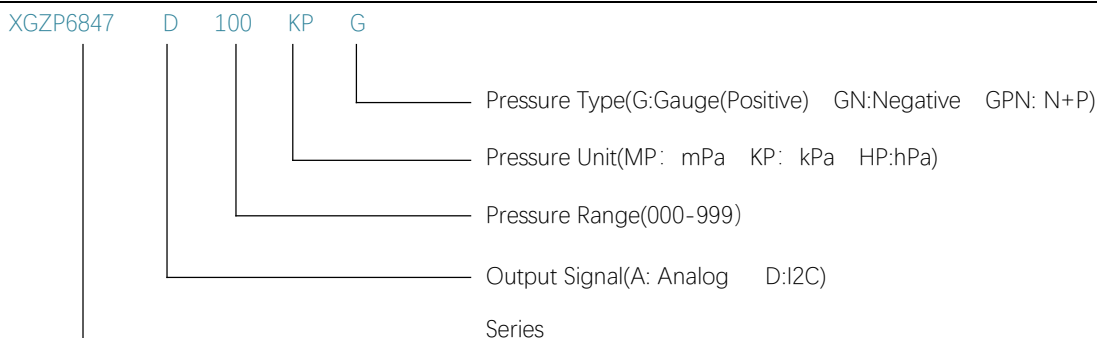 XGZP6847 D 100 KP G
Pressure Type(G:Gauge(Positive) GN:Negative GPN: N+P)
Pressure Unit(MP: mPa KP: kPa HP:hPa)
Pressure Range(000-999)
Output Signal(A: Analog D:I2C)
Series